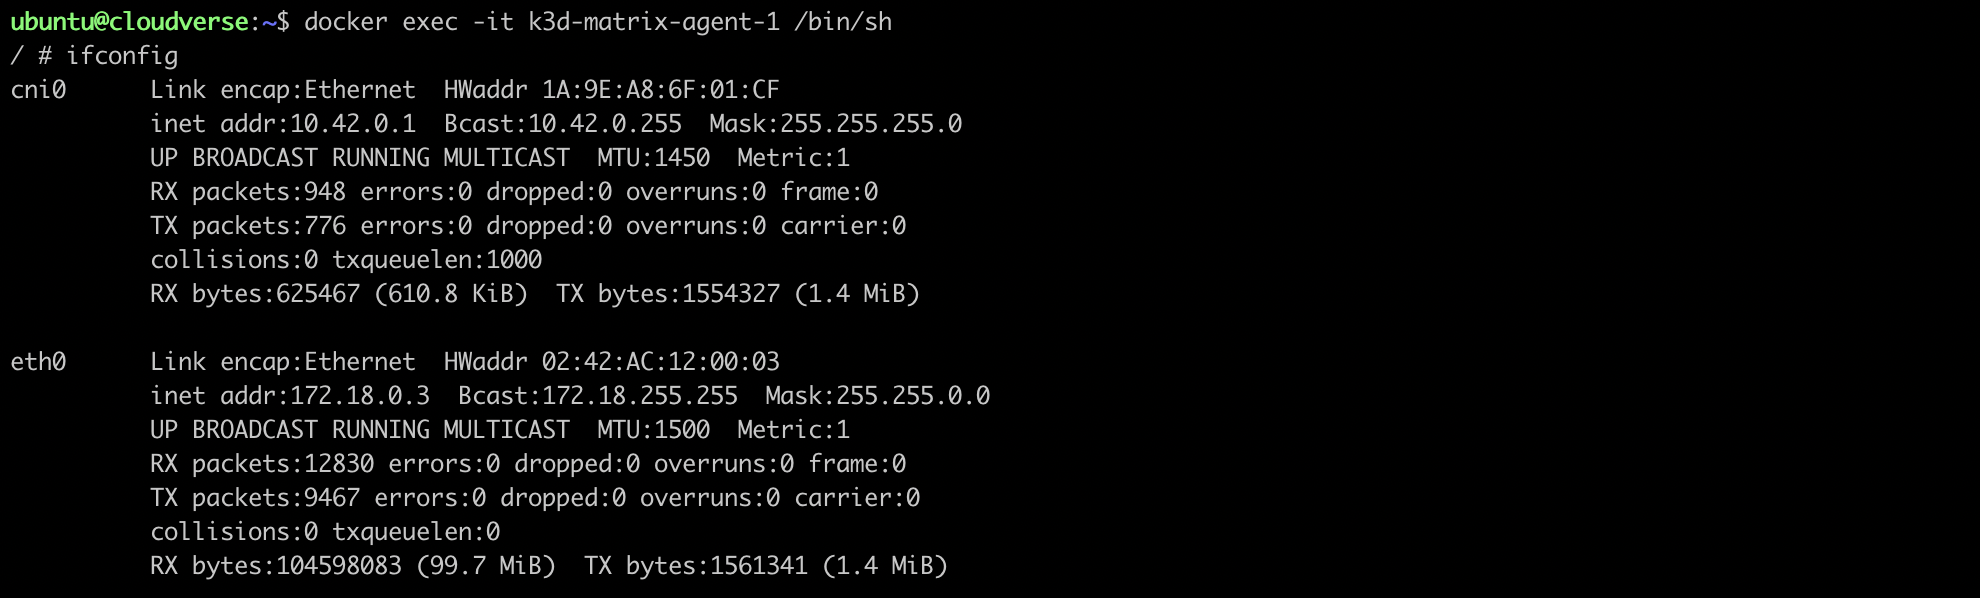 ubuntu@cloudverse:~$ docker exec -it k3d-matrix-agent-1 /bin/sh
/ # ifconfig
cni0      Link encap:Ethernet  HWaddr 1A:9E:A8:6F:01:CF
          inet addr:10.42.0.1  Bcast:10.42.0.255  Mask:255.255.255.0
          UP BROADCAST RUNNING MULTICAST  MTU:1450  Metric:1
          RX packets:948 errors:0 dropped:0 overruns:0 frame:0
          TX packets:776 errors:0 dropped:0 overruns:0 carrier:0
          collisions:0 txqueuelen:1000
          RX bytes:625467 (610.8 KiB)  TX bytes:1554327 (1.4 MiB)

eth0      Link encap:Ethernet  HWaddr 02:42:AC:12:00:03
          inet addr:172.18.0.3  Bcast:172.18.255.255  Mask:255.255.0.0
          UP BROADCAST RUNNING MULTICAST  MTU:1500  Metric:1
          RX packets:12830 errors:0 dropped:0 overruns:0 frame:0
          TX packets:9467 errors:0 dropped:0 overruns:0 carrier:0
          collisions:0 txqueuelen:0
          RX bytes:104598083 (99.7 MiB)  TX bytes:1561341 (1.4 MiB)